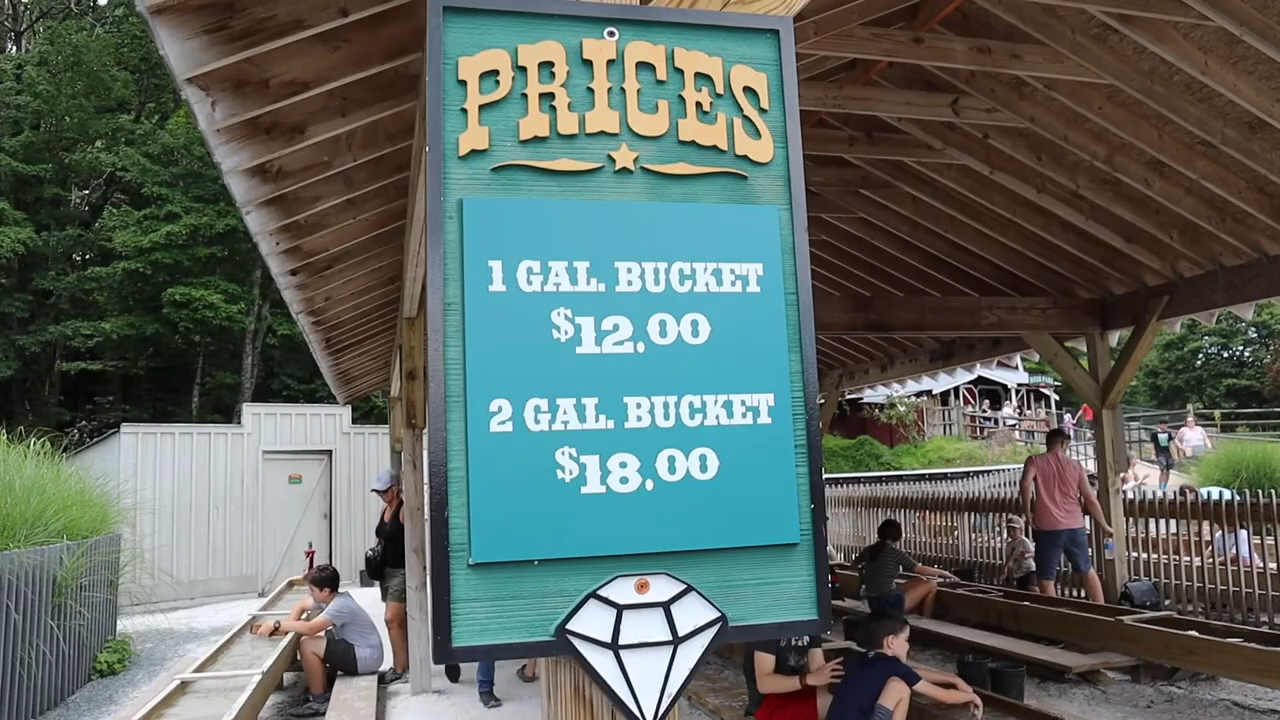 PRICES
1 GAL. BUCKET
$12.00
2 GAL. BUCKET
$18.00